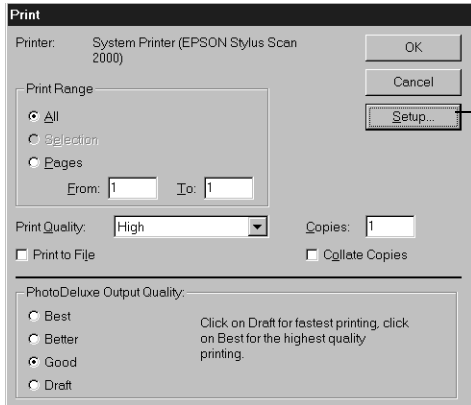 Print
Printer: System Printer (EPSON Stylus Scan
2000)
OK
Cancel
Setup...
Print Range
All
Selection
Pages
From: 1 To: 1
Print Quality: High Copies: 1
Print to File Collate Copies
PhotoDeluxe Output Quality:
Best
Better
Good
Draft
Click on Draft for fastest printing, click
on Best for the highest quality
printing.